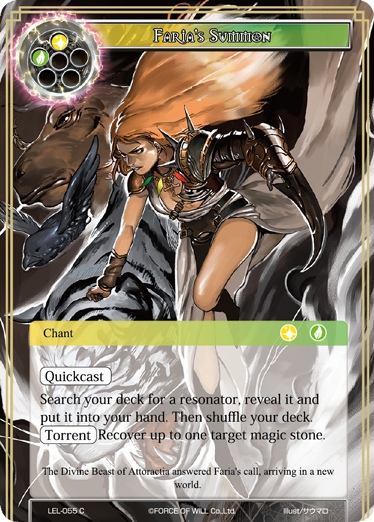 Faria's Summon
Chant
Quickcast
Search your deck for a resonator, reveal it and
put it into your hand. Then shuffle your deck.
Torrent Recover up to one target magic stone.
The Divine Beast of Attoractia answered Faria's call, arriving in a new
world.
LEL-055 C ©FORCE OF WILL Co.,Ltd. Illust/サウマロ